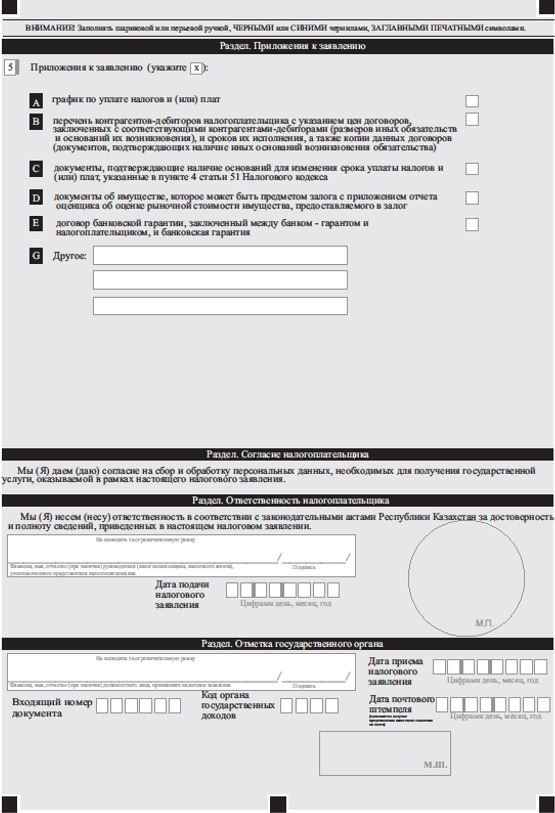 ВНИМАНИЕ! Заполнять шариковой или перьевой ручкой, ЧЕРНЫМИ или СИНИМИ чернилами, ЗАГЛАВНЫМИ ПЕЧАТНЫМИ символами.
Раздел. Приложения к заявлению
5 Приложения к заявлению (укажите x):
A график по уплате налогов и (или) плат
B перечень контрагентов-дебиторов налогоплательщика с указанием цен договоров,
заключенных с соответствующими контрагентами-дебиторами (размеров иных обязательств
и оснований их возникновения), и сроков их исполнения, а также копии данных договоров
(документов, подтверждающих наличие иных оснований возникновения обязательства)
C документы, подтверждающие наличие оснований для изменения срока уплаты налогов и
(или) плат, указанные в пункте 4 статьи 51 Налогового кодекса
D документы об имуществе, которое может быть предметом залога с приложением отчета
оценщика об оценке рыночной стоимости имущества, предоставляемого в залог
E договор банковской гарантии, заключенный между банком - гарантом и
налогоплательщиком, и банковская гарантия
G Другое:
Раздел. Согласие налогоплательщика
Мы (Я) даем (даю) согласие на сбор и обработку персональных данных, необходимых для получения государственной
услуги, оказываемой в рамках настоящего налогового заявления.
Раздел. Ответственность налогоплательщика
Мы (Я) несем (несу) ответственность в соответствии с законодательными актами Республики Казахстан за достоверность
и полноту сведений, приведенных в настоящем налоговом заявлении.
Не выходить за ограничительную рамку
/ /
Фамилия, имя, отчество (при наличии) руководителя (налогоплательщика, налогового агента), Подпись
уполномоченного представителя налогоплательщика
Дата подачи
налогового
заявления
Цифрами день, месяц, год
М.П.
Раздел. Отметка государственного органа
Не выходить за ограничительную рамку
/ /
Фамилия, имя, отчество (при наличии) должностного лица, принявшего налоговое заявление Подпись
Дата приема
налогового
заявления
Цифрами день, месяц, год
Входящий номер
документа
Код органа
государственных
доходов
Дата почтового
штемпеля
Цифрами день, месяц, год
М.Ш.